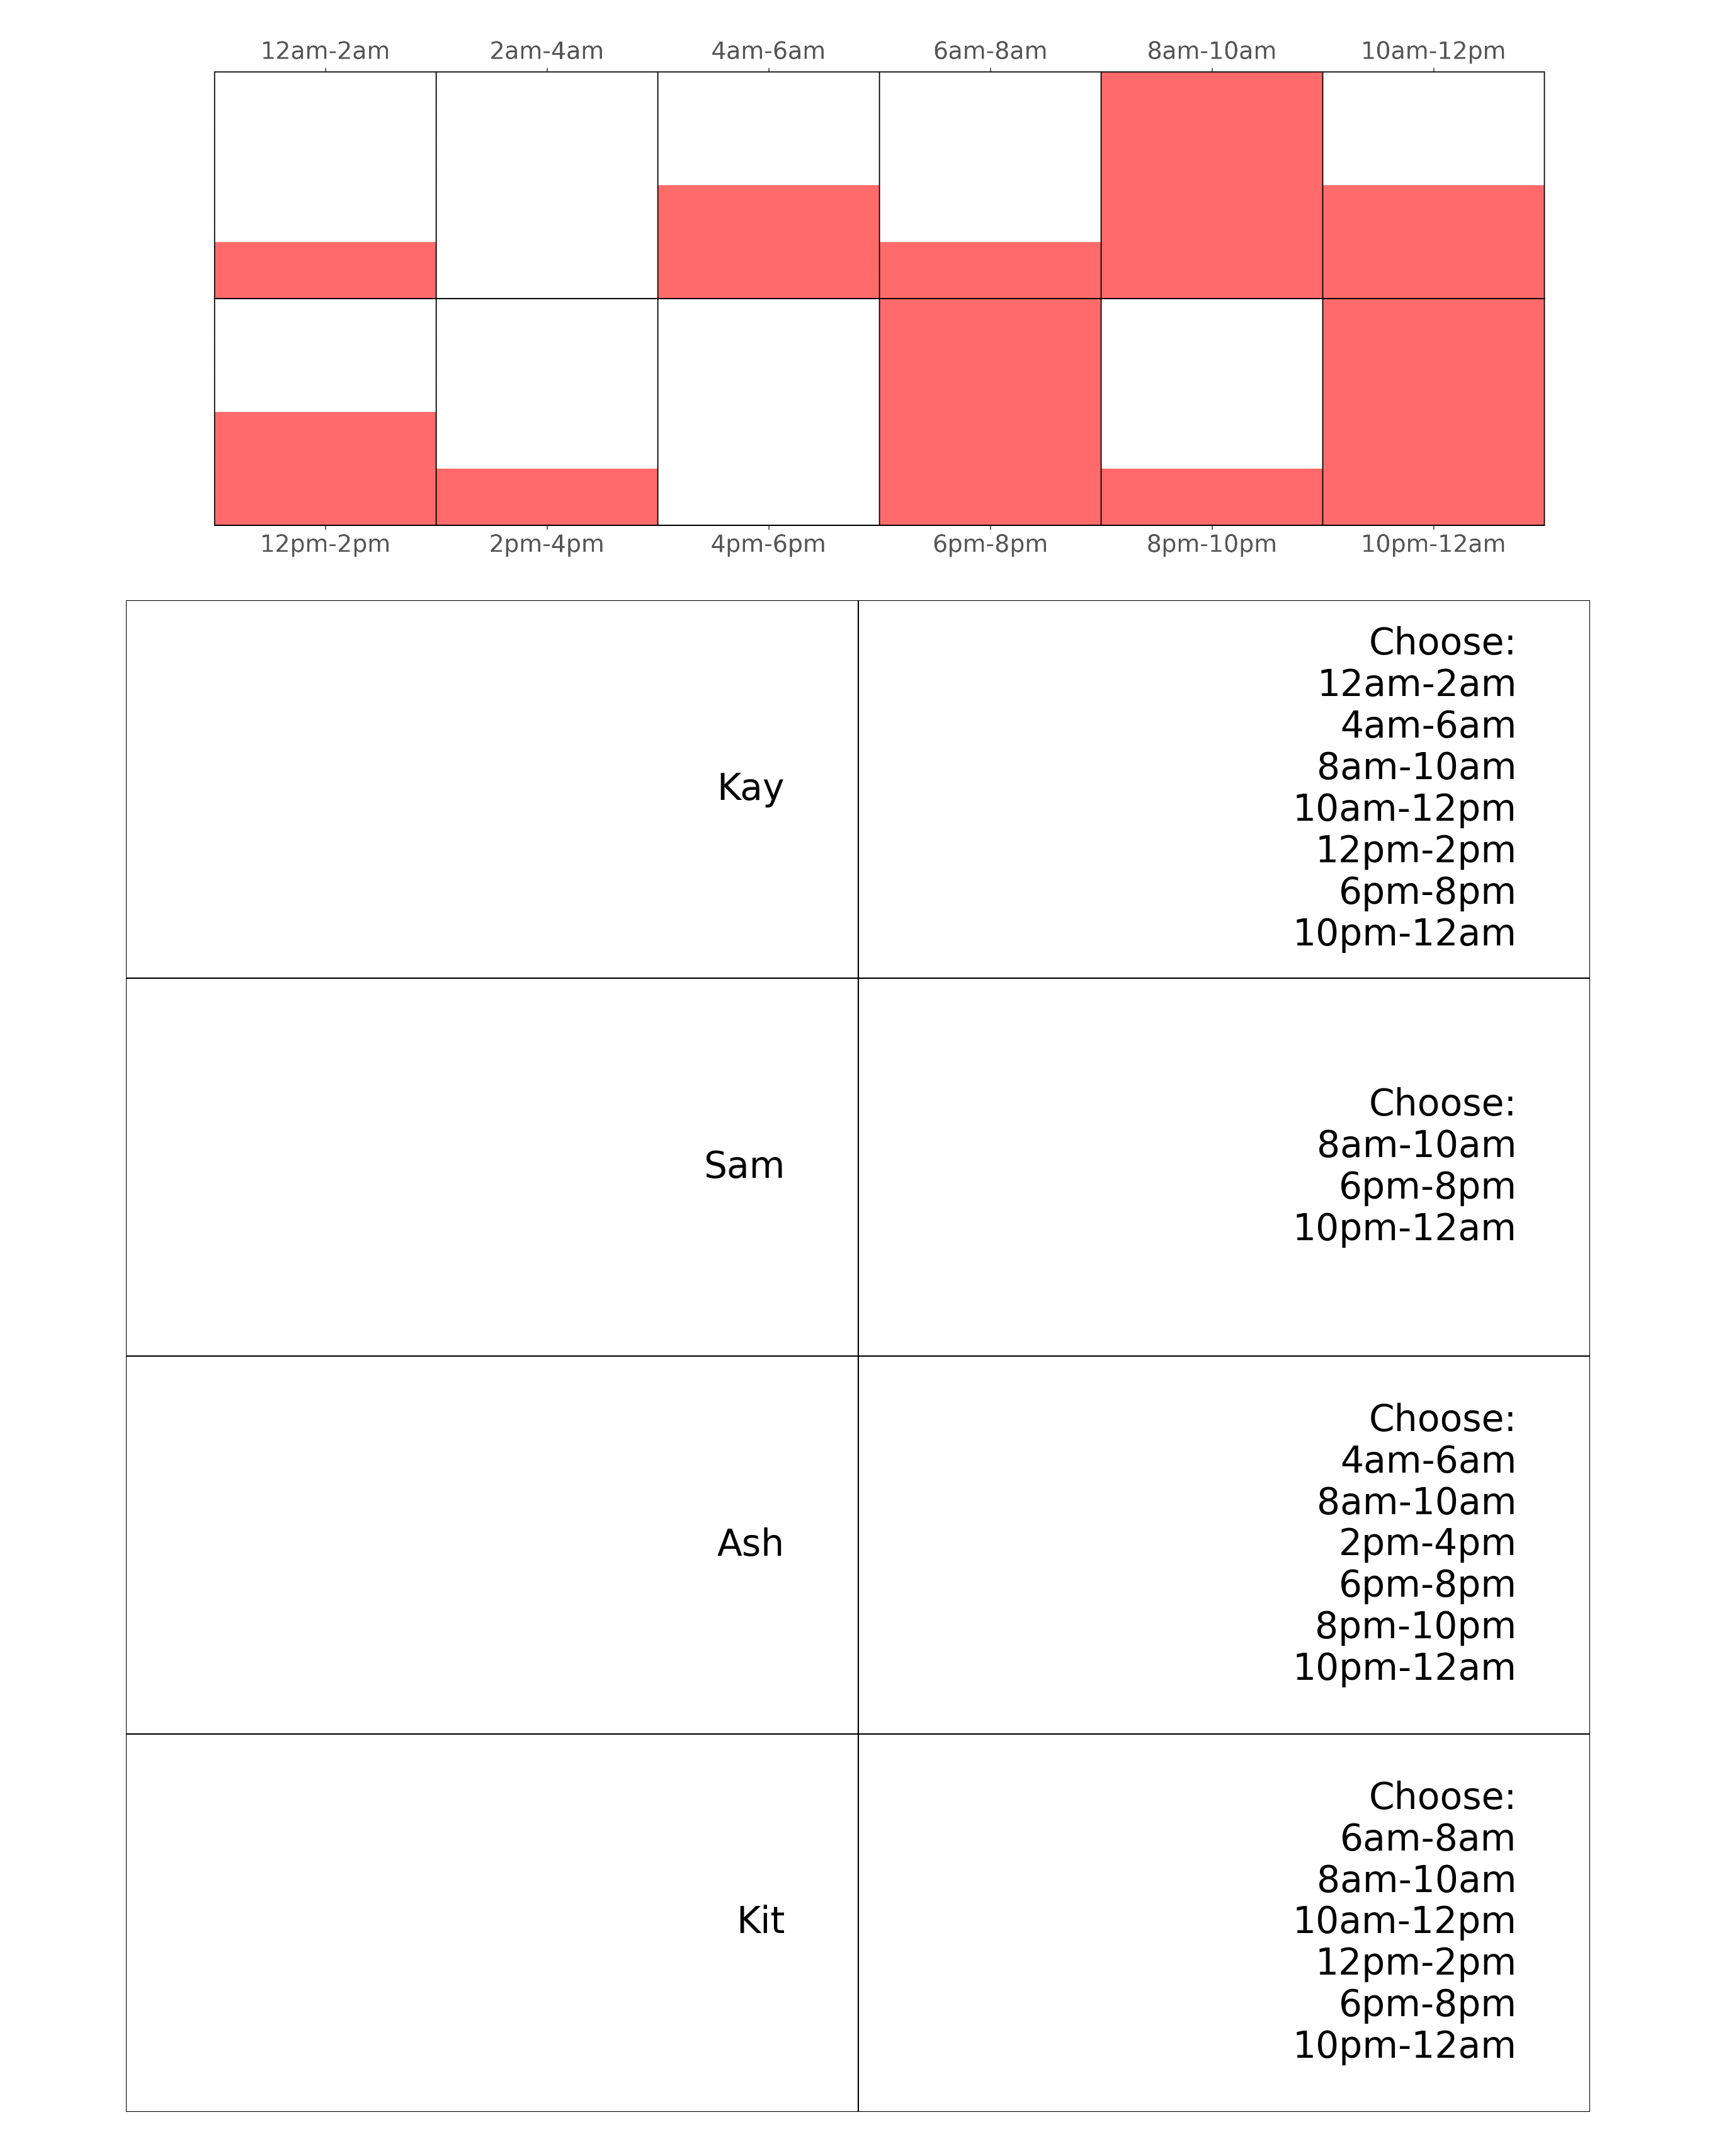 12am-2am 2am-4am 4am-6am 6am-8am 8am-10am 10am-12pm
12pm-2pm 2pm-4pm 4pm-6pm 6pm-8pm 8pm-10pm 10pm-12am
Kay
Choose:
12am-2am
4am-6am
8am-10am
10am-12pm
12pm-2pm
6pm-8pm
10pm-12am
Sam
Choose:
8am-10am
6pm-8pm
10pm-12am
Ash
Choose:
4am-6am
8am-10am
2pm-4pm
6pm-8pm
8pm-10pm
10pm-12am
Kit
Choose:
6am-8am
8am-10am
10am-12pm
12pm-2pm
6pm-8pm
10pm-12am